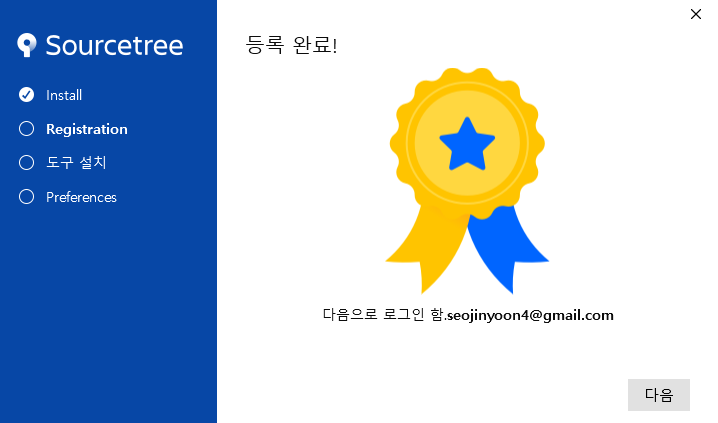 Sourcetree
Install
Registration
도구 설치
Preferences
등록 완료!
다음으로 로그인 함.seojinyoon4@gmail.com
다음